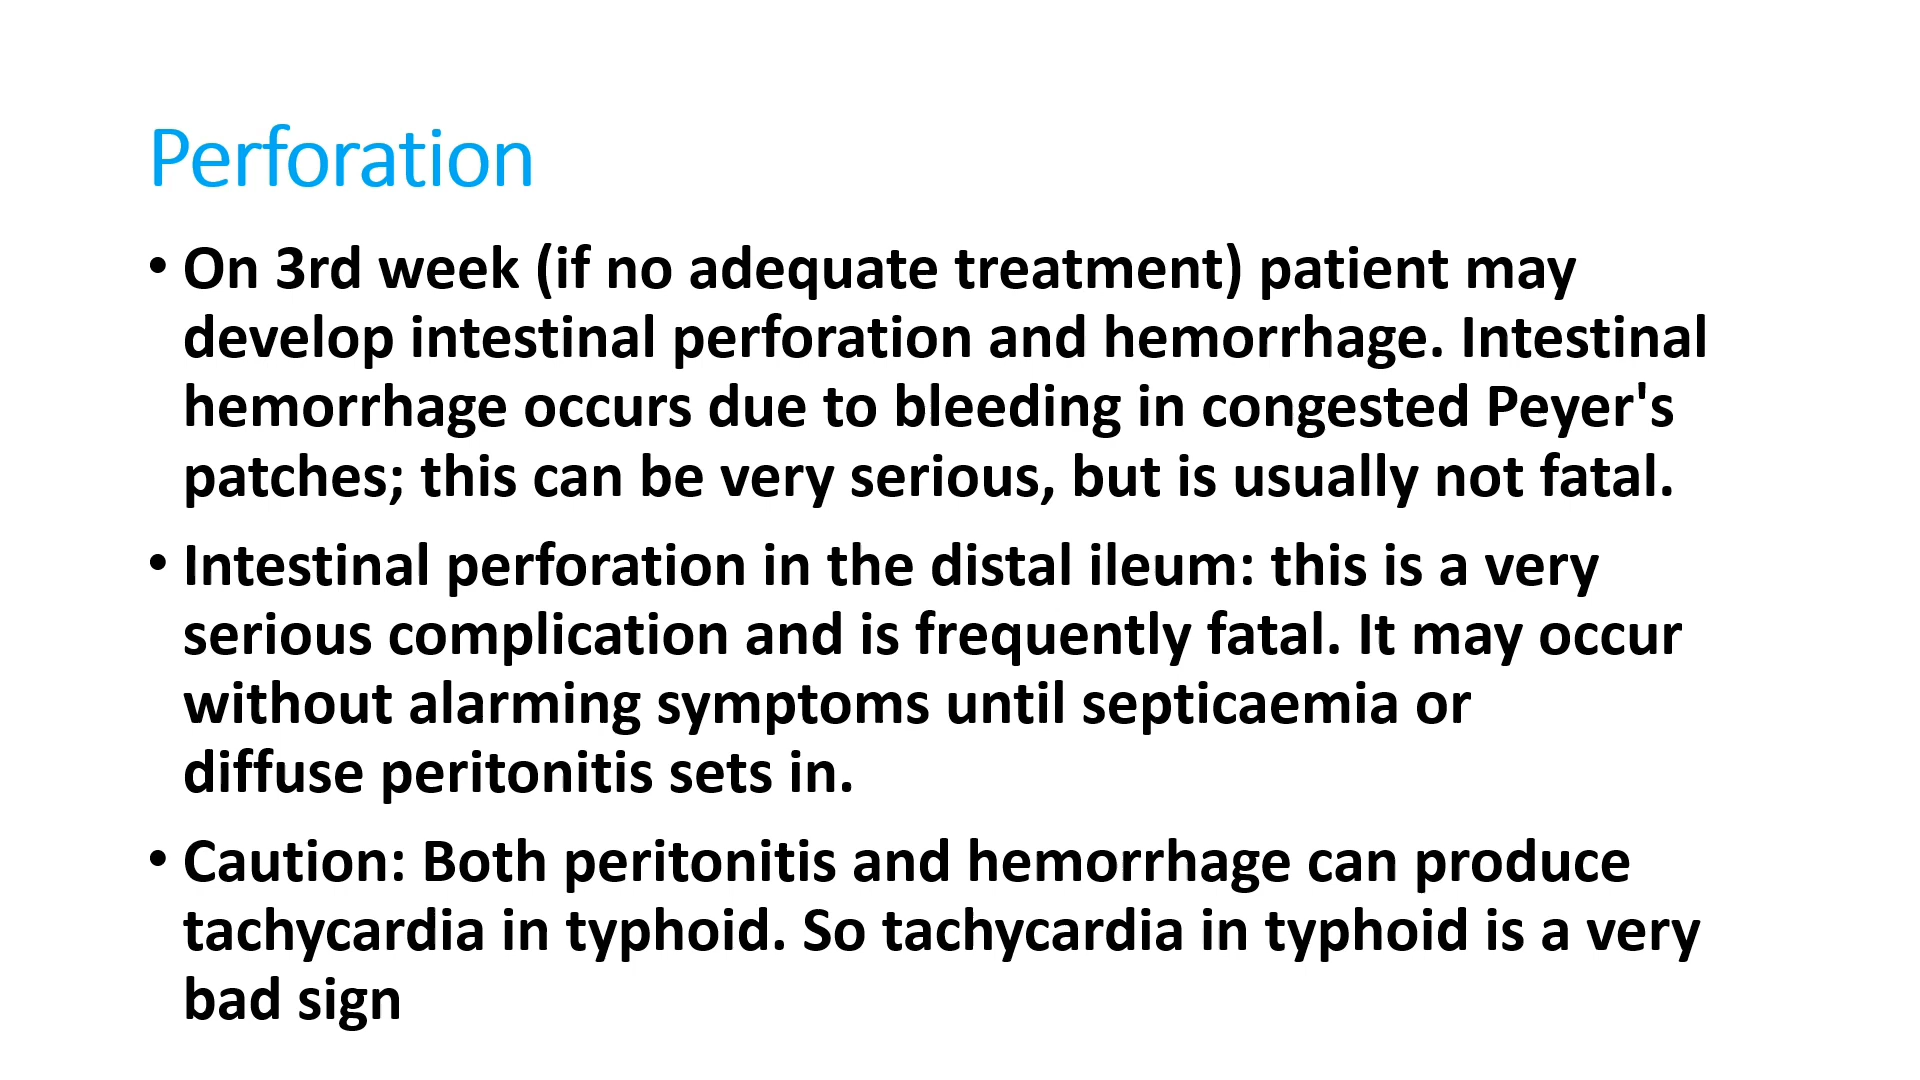 Perforation
• On 3rd week (if no adequate treatment) patient may
develop intestinal perforation and hemorrhage. Intestinal
hemorrhage occurs due to bleeding in congested Peyer's
patches; this can be very serious, but is usually not fatal.
• Intestinal perforation in the distal ileum: this is a very
serious complication and is frequently fatal. It may occur
without alarming symptoms until septicaemia or
diffuse peritonitis sets in.
• Caution: Both peritonitis and hemorrhage can produce
tachycardia in typhoid. So tachycardia in typhoid is a very
bad sign